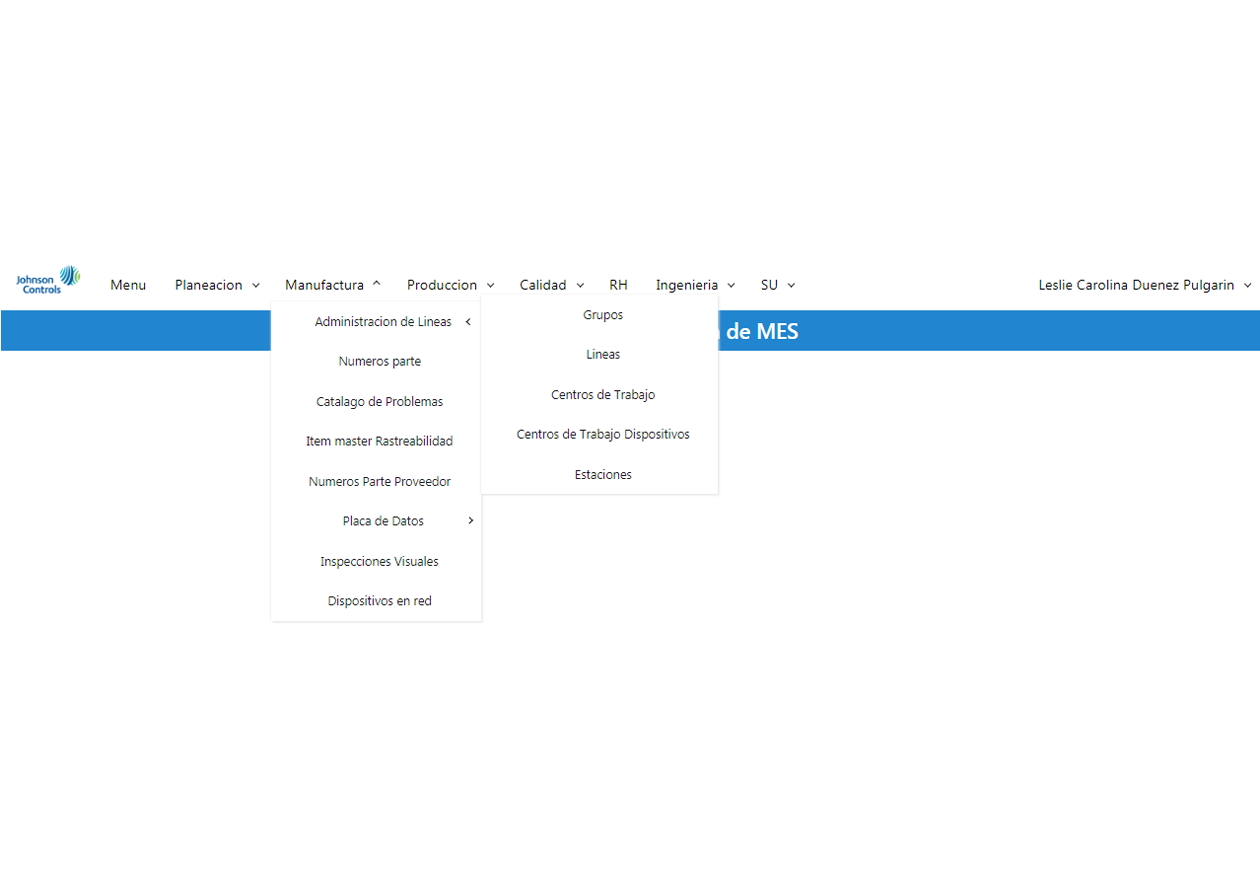 Johnson
Controls
Menu Planeacion Manufactura Produccion Calidad RH Ingenieria SU Leslie Carolina Duenez Pulgarin
de MES
Administracion de Lineas
Numeros parte
Catalago de Problemas
Item master Rastreabilidad
Numeros Parte Proveedor
Placa de Datos
Inspecciones Visuales
Dispositivos en red
Grupos
Lineas
Centros de Trabajo
Centros de Trabajo Dispositivos
Estaciones